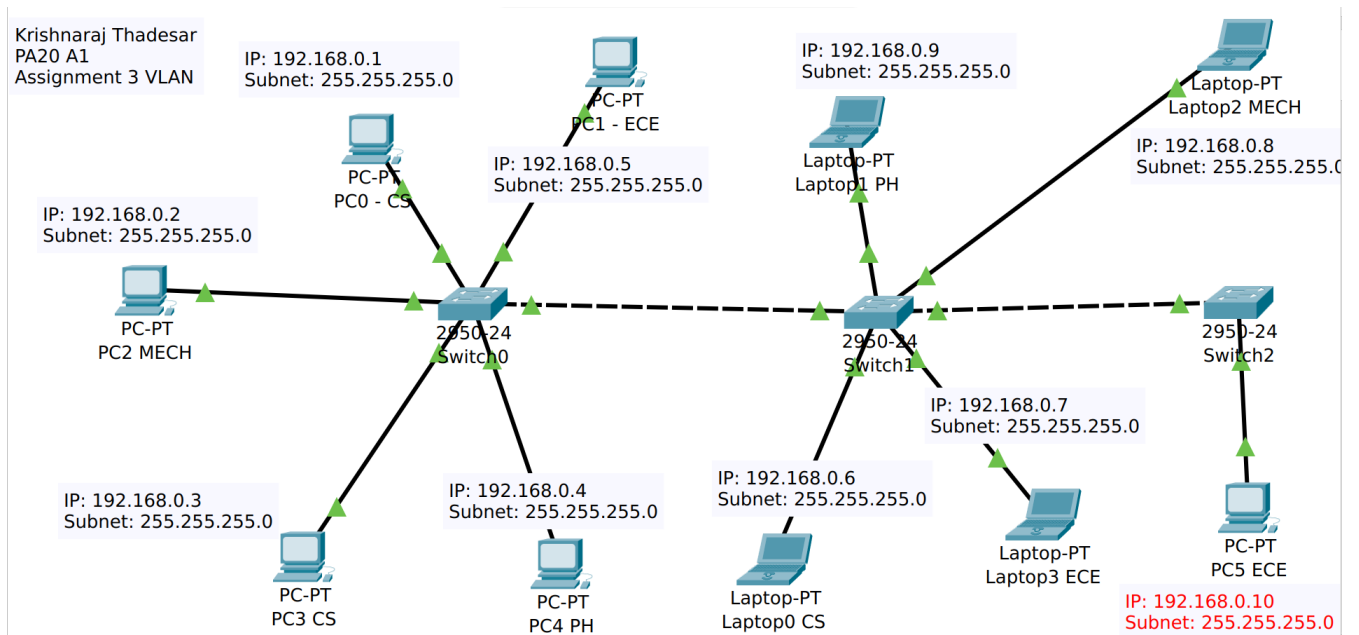 Krishnaraj Thadesar
PA20 A1
Assignment 3 VLAN
IP: 192.168.0.1
Subnet: 255.255.255.0
PC-PT
PC1 - ECE
IP: 192.168.0.9
Subnet: 255.255.255.0
Laptop-PT
Laptop2 MECH
PC-PT
PC0 - CS
IP: 192.168.0.5
Subnet: 255.255.255.0
Laptop-PT
Laptop1 PH
IP: 192.168.0.8
Subnet: 255.255.255.0
IP: 192.168.0.2
Subnet: 255.255.255.0
PC-PT
PC2 MECH
2950-24
Switch0
2950-24
Switch1
2950-24
Switch2
IP: 192.168.0.3
Subnet: 255.255.255.0
IP: 192.168.0.4
Subnet: 255.255.255.0
IP: 192.168.0.6
Subnet: 255.255.255.0
IP: 192.168.0.7
Subnet: 255.255.255.0
PC-PT
PC3 CS
PC-PT
PC4 PH
Laptop-PT
Laptop0 CS
Laptop-PT
Laptop3 ECE
PC-PT
PC5 ECE
IP: 192.168.0.10
Subnet: 255.255.255.0